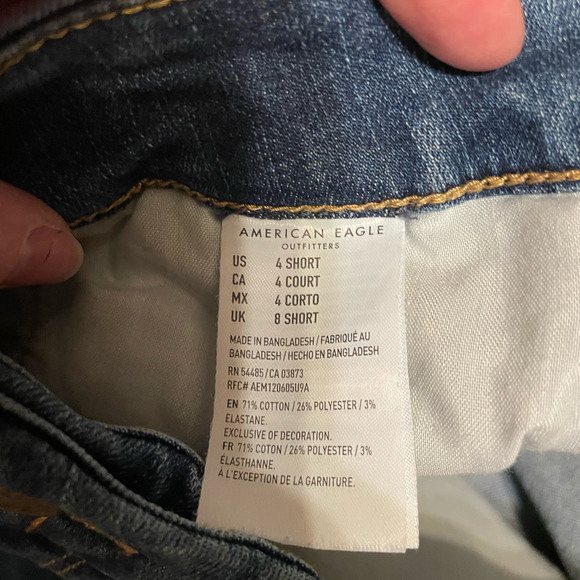 AMERICAN EAGLE
OUTFITTERS
US 4 SHORT
CA 4 COURT
MX 4 CORTO
UK 8 SHORT
MADE IN BANGLADESH / FABRIQUÉ AU
BANGLADESH / HECHO EN BANGLADESH
RN 54485 / CA 03873
RFC# AEM120605U9A
EN 71% COTTON / 26% POLYESTER / 3%
ELASTANE.
EXCLUSIVE OF DECORATION.
FR 71% COTON / 26% POLYESTER / 3%
ÉLASTHANNE.
À L'EXCEPTION DE LA GARNITURE.